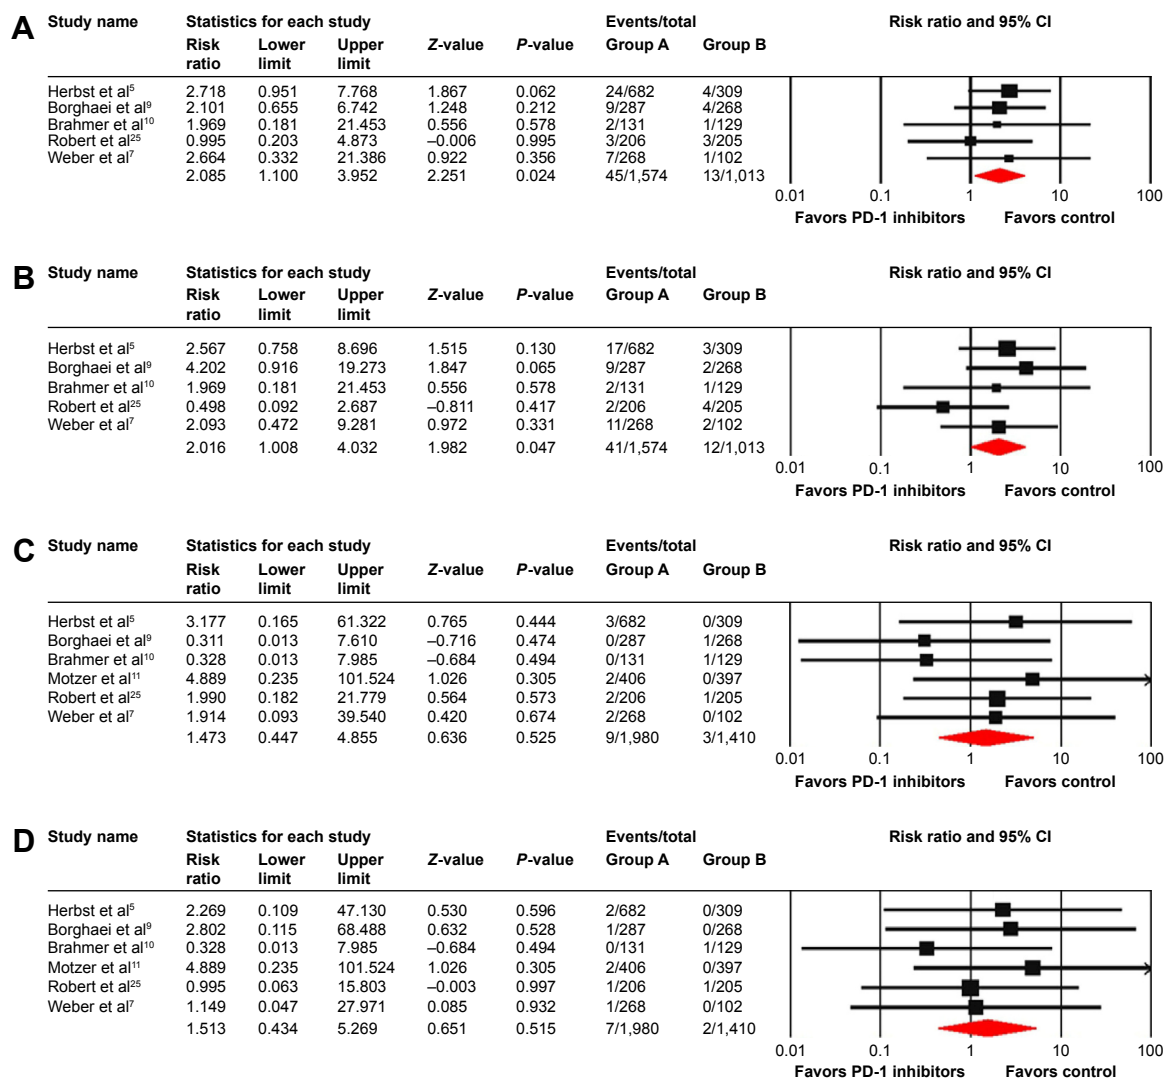 A Study name Statistics for each study Events/total Risk ratio and 95% CI
Risk ratio Lower limit Upper limit Z-value P-value Group A Group B
Herbst et al⁵ 2.718 0.951 7.768 1.867 0.062 24/682 4/309
Borghaei et al⁹ 2.101 0.655 6.742 1.248 0.212 9/287 4/268
Brahmer et al¹⁰ 1.969 0.181 21.453 0.556 0.578 2/131 1/129
Robert et al²⁵ 0.995 0.203 4.873 –0.006 0.995 3/206 3/205
Weber et al⁷ 2.664 0.332 21.386 0.922 0.356 7/268 1/102
2.085 1.100 3.952 2.251 0.024 45/1,574 13/1,013
0.01 0.1 1 10 100
Favors PD-1 inhibitors Favors control
B Study name Statistics for each study Events/total Risk ratio and 95% CI
Risk ratio Lower limit Upper limit Z-value P-value Group A Group B
Herbst et al⁵ 2.567 0.758 8.696 1.515 0.130 17/682 3/309
Borghaei et al⁹ 4.202 0.916 19.273 1.847 0.065 9/287 2/268
Brahmer et al¹⁰ 1.969 0.181 21.453 0.556 0.578 2/131 1/129
Robert et al²⁵ 0.498 0.092 2.687 –0.811 0.417 2/206 4/205
Weber et al⁷ 2.093 0.472 9.281 0.972 0.331 11/268 2/102
2.016 1.008 4.032 1.982 0.047 41/1,574 12/1,013
0.01 0.1 1 10 100
Favors PD-1 inhibitors Favors control
C Study name Statistics for each study Events/total Risk ratio and 95% CI
Risk ratio Lower limit Upper limit Z-value P-value Group A Group B
Herbst et al⁵ 3.177 0.165 61.322 0.765 0.444 3/682 0/309
Borghaei et al⁹ 0.311 0.013 7.610 –0.716 0.474 0/287 1/268
Brahmer et al¹⁰ 0.328 0.013 7.985 –0.684 0.494 0/131 1/129
Motzer et al¹¹ 4.889 0.235 101.524 1.026 0.305 2/406 0/397
Robert et al²⁵ 1.990 0.182 21.779 0.564 0.573 2/206 1/205
Weber et al⁷ 1.914 0.093 39.540 0.420 0.674 2/268 0/102
1.473 0.447 4.855 0.636 0.525 9/1,980 3/1,410
0.01 0.1 1 10 100
Favors PD-1 inhibitors Favors control
D Study name Statistics for each study Events/total Risk ratio and 95% CI
Risk ratio Lower limit Upper limit Z-value P-value Group A Group B
Herbst et al⁵ 2.269 0.109 47.130 0.530 0.596 2/682 0/309
Borghaei et al⁹ 2.802 0.115 68.488 0.632 0.528 1/287 0/268
Brahmer et al¹⁰ 0.328 0.013 7.985 –0.684 0.494 0/131 1/129
Motzer et al¹¹ 4.889 0.235 101.524 1.026 0.305 2/406 0/397
Robert et al²⁵ 0.995 0.063 15.803 –0.003 0.997 1/206 1/205
Weber et al⁷ 1.149 0.047 27.971 0.085 0.932 1/268 0/102
1.513 0.434 5.269 0.651 0.515 7/1,980 2/1,410
0.01 0.1 1 10 100
Favors PD-1 inhibitors Favors control